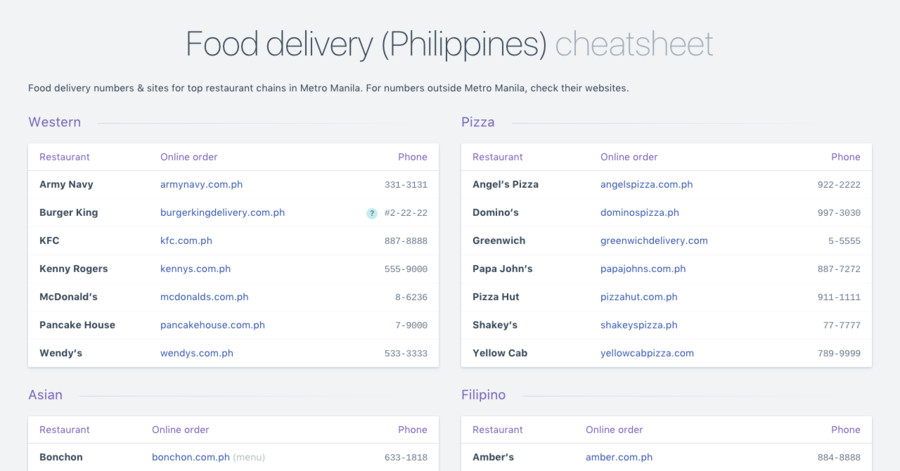 Food delivery (Philippines) cheatsheet
Food delivery numbers & sites for top restaurant chains in Metro Manila. For numbers outside Metro Manila, check their websites.
Western
Restaurant Online order Phone
Army Navy armynavy.com.ph 331-3131
Burger King burgerkingdelivery.com.ph ? #2-22-22
KFC kfc.com.ph 887-8888
Kenny Rogers kennys.com.ph 555-9000
McDonald's mcdonalds.com.ph 8-6236
Pancake House pancakehouse.com.ph 7-9000
Wendy's wendys.com.ph 533-3333
Pizza
Restaurant Online order Phone
Angel's Pizza angelspizza.com.ph 922-2222
Domino's dominospizza.ph 997-3030
Greenwich greenwichdelivery.com 5-5555
Papa John's papajohns.com.ph 887-7272
Pizza Hut pizzahut.com.ph 911-1111
Shakey's shakeyspizza.ph 77-7777
Yellow Cab yellowcabpizza.com 789-9999
Asian
Restaurant Online order Phone
Bonchon bonchon.com.ph (menu) 633-1818
Filipino
Restaurant Online order Phone
Amber's amber.com.ph 884-8888